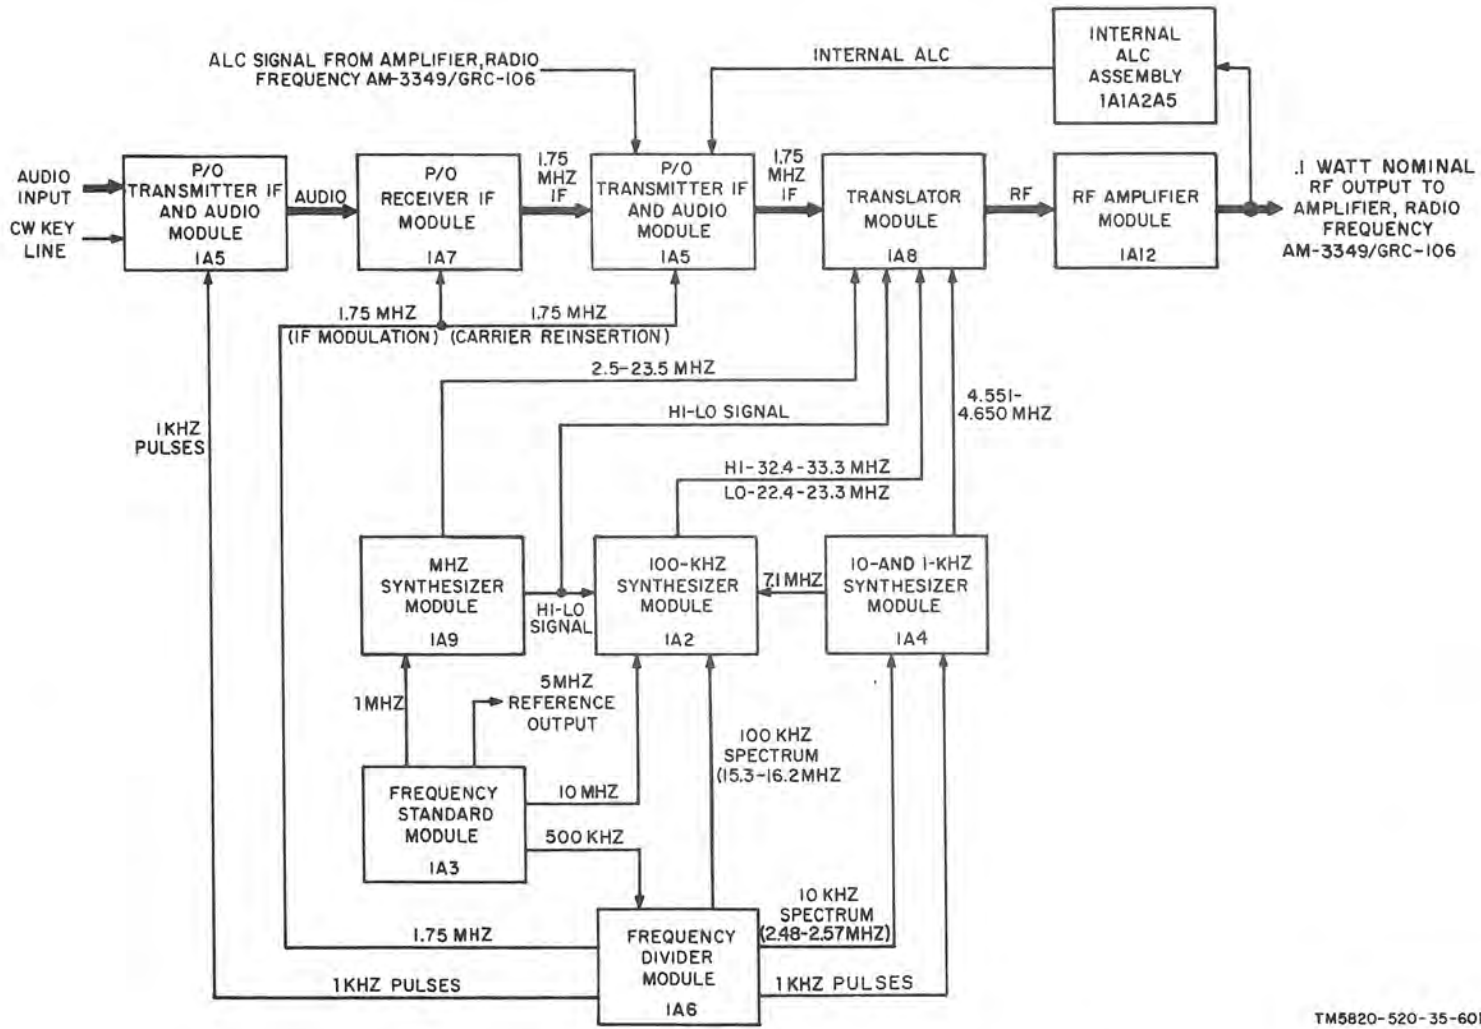 ALC SIGNAL FROM AMPLIFIER,RADIO
FREQUENCY AM-3349/GRC-106
INTERNAL ALC
INTERNAL
ALC
ASSEMBLY
1A1A2A5
AUDIO
INPUT
CW KEY
LINE
P/O
TRANSMITTER IF
AND AUDIO
MODULE
1A5
AUDIO
P/O
RECEIVER IF
MODULE
1A7
1.75
MHZ
IF
P/O
TRANSMITTER IF
AND AUDIO
MODULE
1A5
1.75
MHZ
IF
TRANSLATOR
MODULE
1A8
RF
RF AMPLIFIER
MODULE
1A12
.1 WATT NOMINAL
RF OUTPUT TO
AMPLIFIER, RADIO
FREQUENCY
AM-3349/GRC-106
1.75 MHZ
(IF MODULATION)
1.75 MHZ
(CARRIER REINSERTION)
2.5-23.5 MHZ
HI-LO SIGNAL
4.551-
4.650 MHZ
1KHZ
PULSES
HI-32.4-33.3 MHZ
LO-22.4-23.3 MHZ
MHZ
SYNTHESIZER
MODULE
1A9
HI-LO
SIGNAL
100-KHZ
SYNTHESIZER
MODULE
1A2
7.1 MHZ
10-AND 1-KHZ
SYNTHESIZER
MODULE
1A4
1 MHZ
5MHZ
REFERENCE
OUTPUT
100 KHZ
SPECTRUM
(15.3-16.2MHZ
FREQUENCY
STANDARD
MODULE
1A3
10 MHZ
500 KHZ
10 KHZ
SPECTRUM
(2.48-2.57MHZ)
1.75 MHZ
FREQUENCY
DIVIDER
MODULE
1A6
1KHZ PULSES
1KHZ PULSES
TM5820-520-35-601